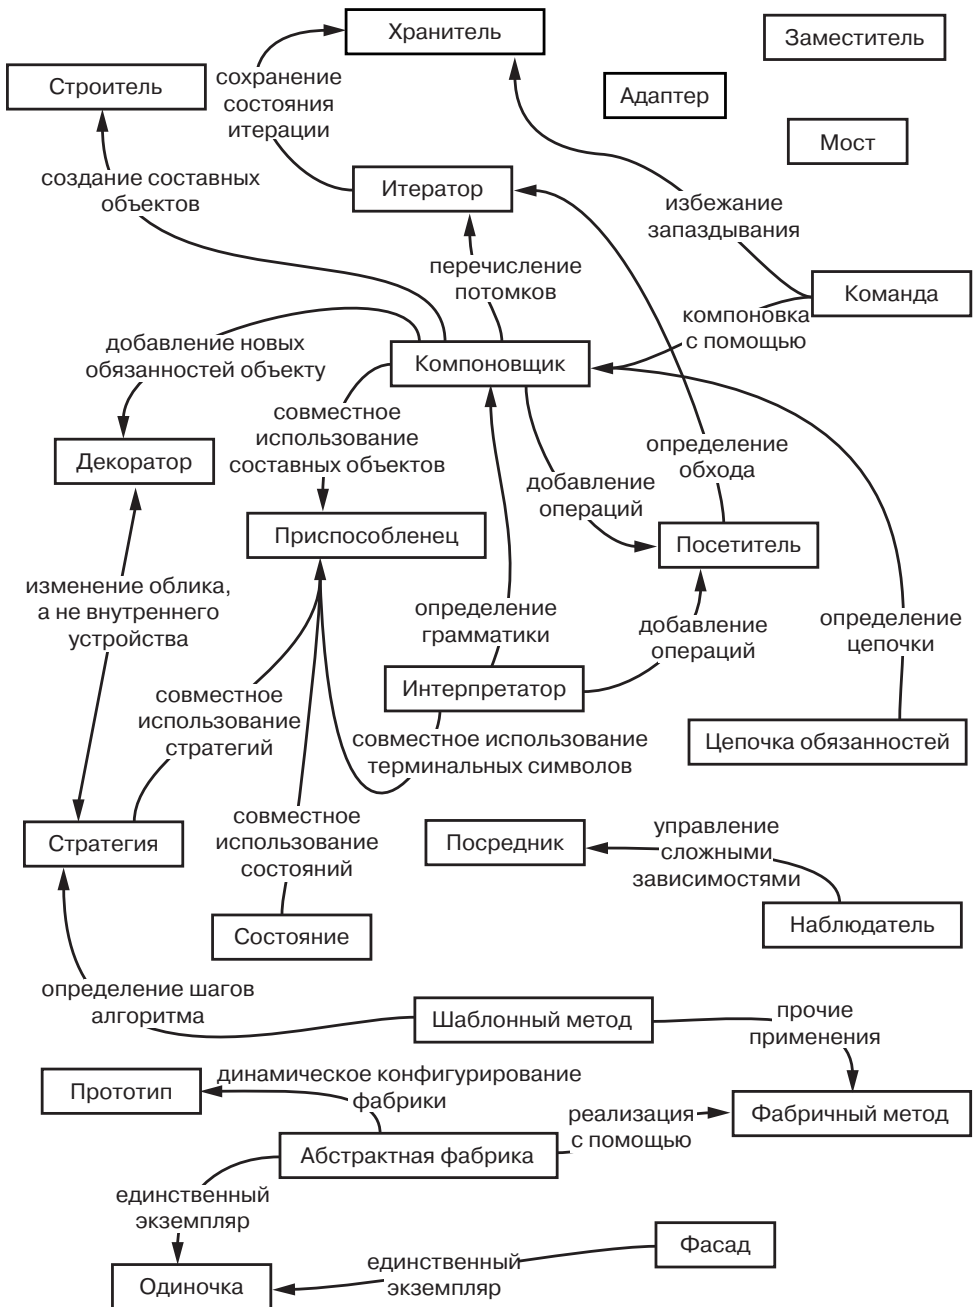 Хранитель
Заместитель
Строитель
сохранение
состояния
итерации
Адаптер
Мост
создание составных
объектов
Итератор
избежание
запаздывания
перечисление
потомков
Команда
компоновка
с помощью
добавление новых
обязанностей объекту
Компоновщик
совместное
использование
составных объектов
Декоратор
определение
обхода
добавление
операций
Приспособленец
Посетитель
изменение облика,
а не внутреннего
устройства
определение
грамматики
добавление
операций
определение
цепочки
Интерпретатор
совместное
использование
стратегий
совместное использование
терминальных символов
Цепочка обязанностей
Стратегия
совместное
использование
состояний
Посредник
управление
сложными
зависимостями
Состояние
Наблюдатель
определение шагов
алгоритма
Шаблонный метод
прочие
применения
Прототип
динамическое конфигурирование
фабрики
реализация
с помощью
Фабричный метод
Абстрактная фабрика
единственный
экземпляр
Фасад
единственный
экземпляр
Одиночка